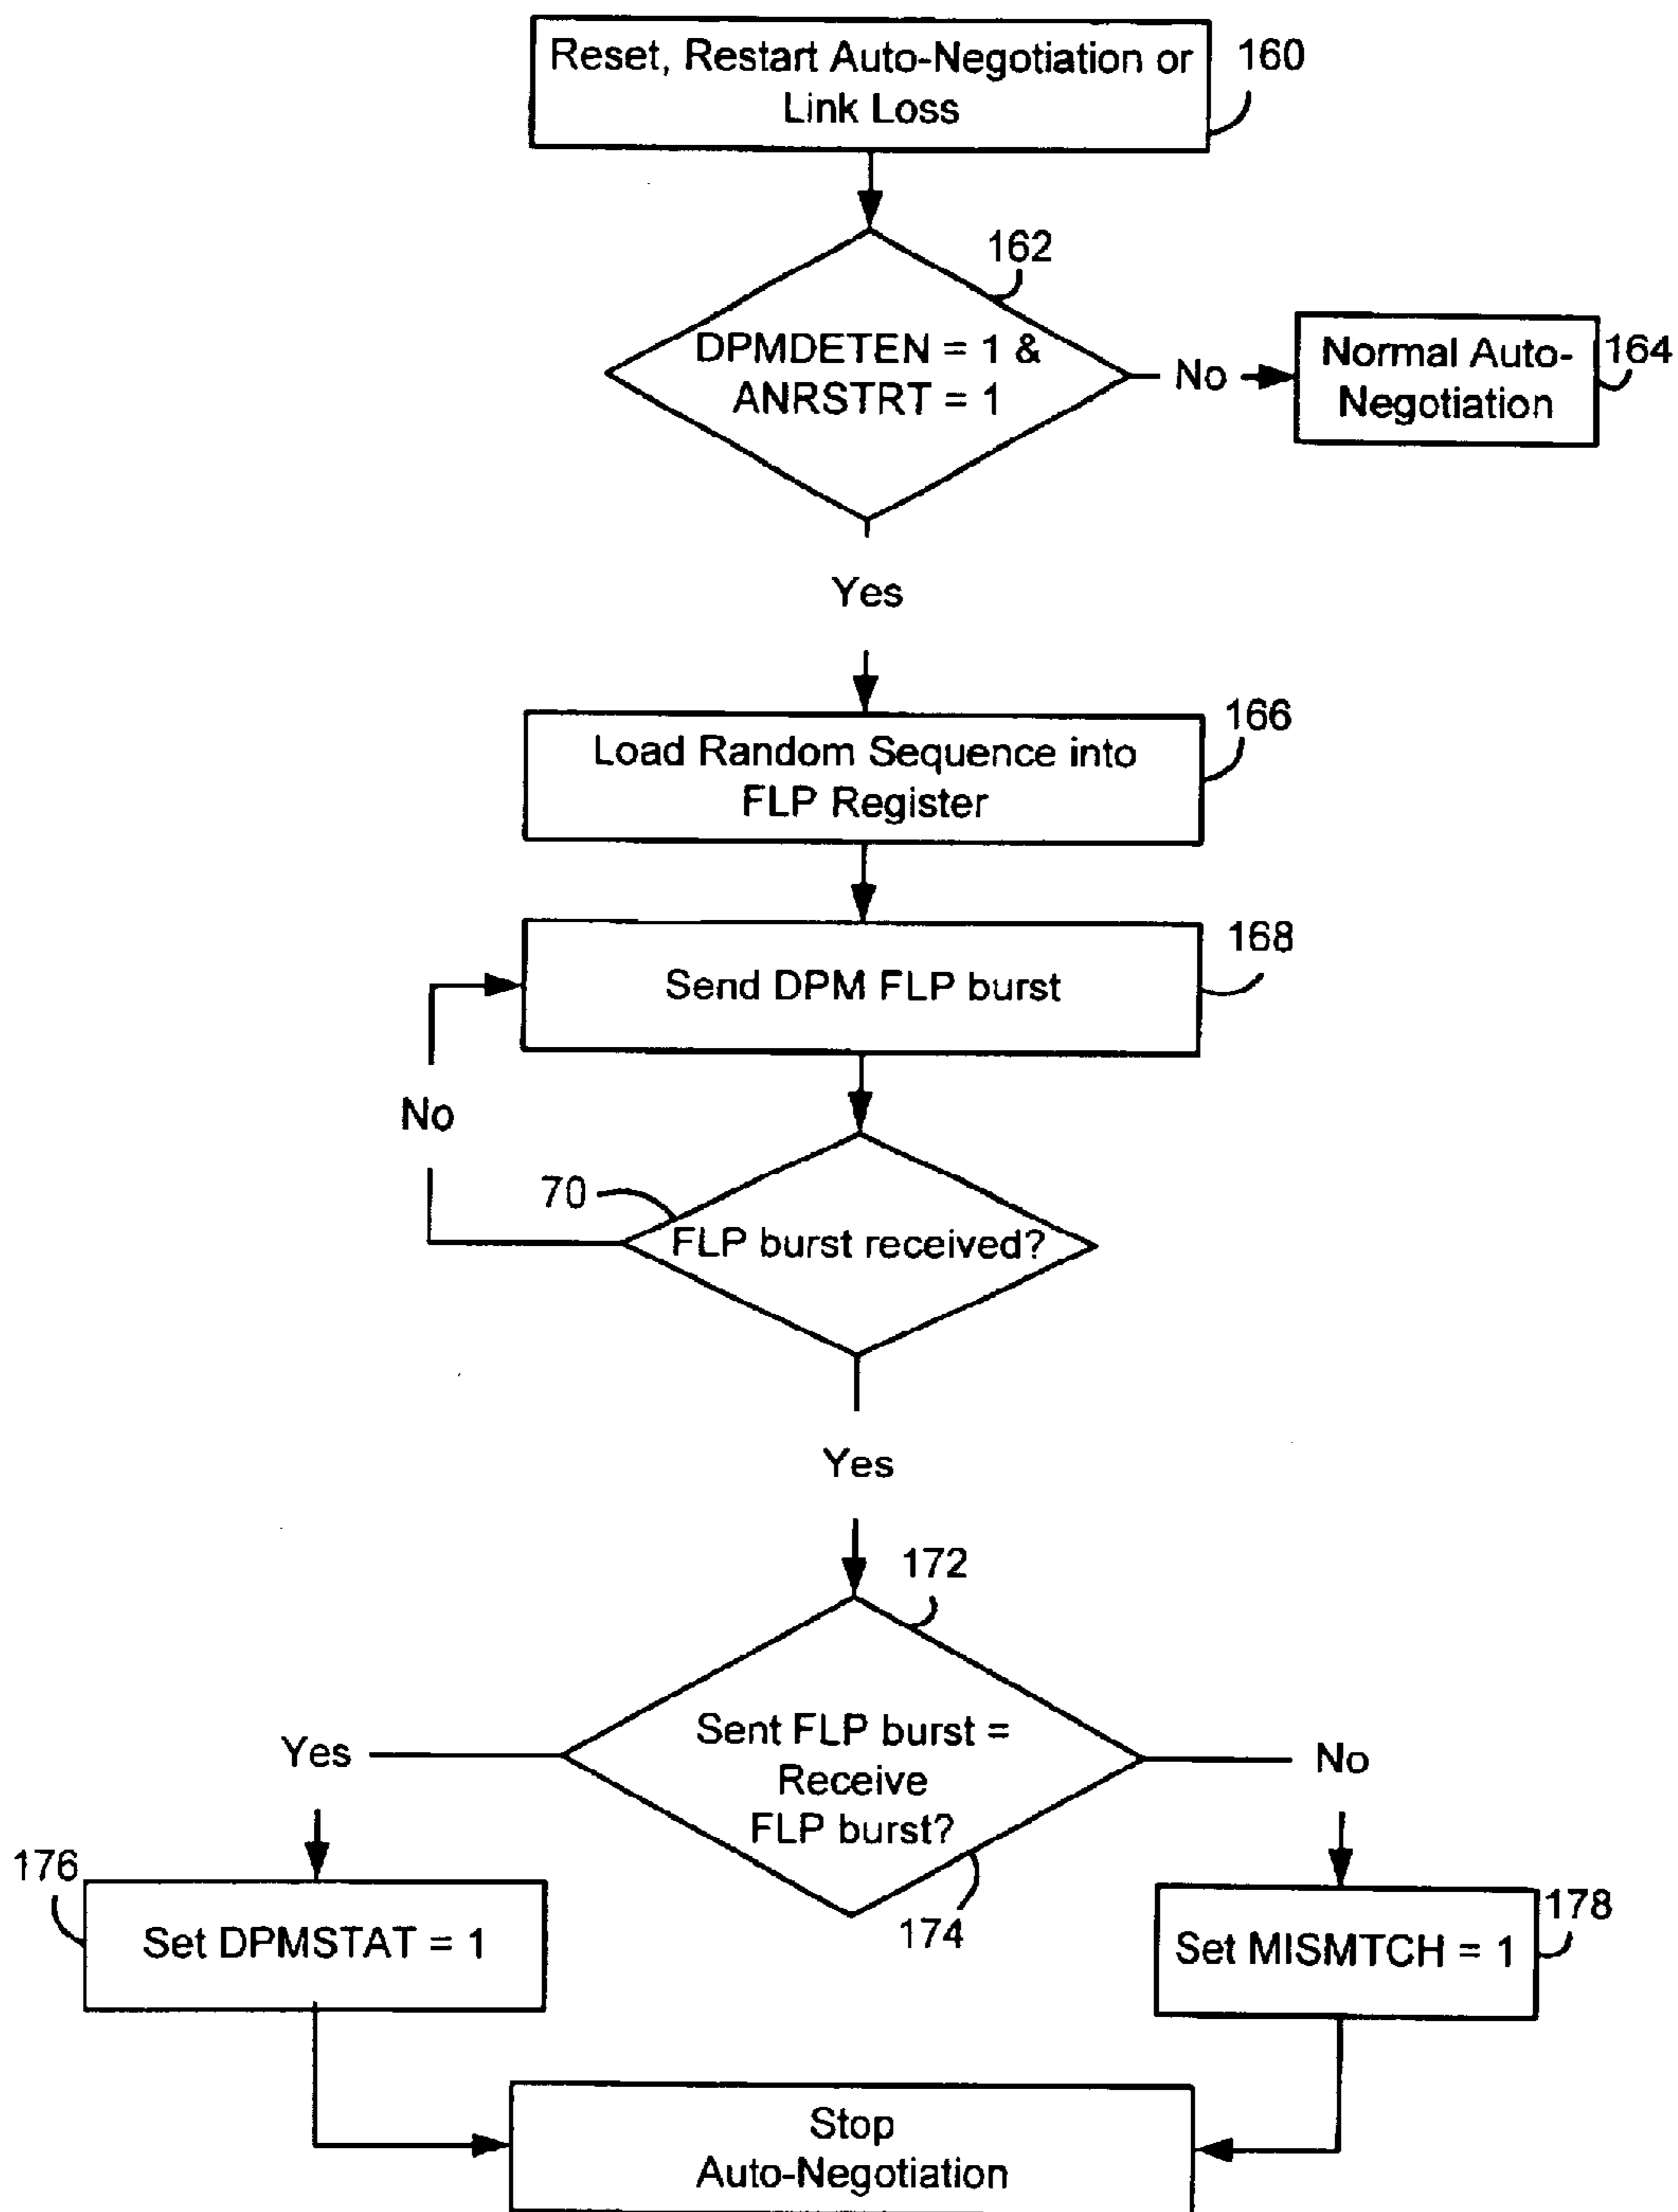 Reset, Restart Auto-Negotiation or
Link Loss
160
162
DPMDETEN = 1 &
ANRSTRT = 1
No
Normal Auto-
Negotiation
164
Yes
166
Load Random Sequence into
FLP Register
168
Send DPM FLP burst
No
70
FLP burst received?
Yes
172
Sent FLP burst =
Receive
FLP burst?
Yes
No
174
176
Set DPMSTAT = 1
178
Set MISMTCH = 1
Stop
Auto-Negotiation